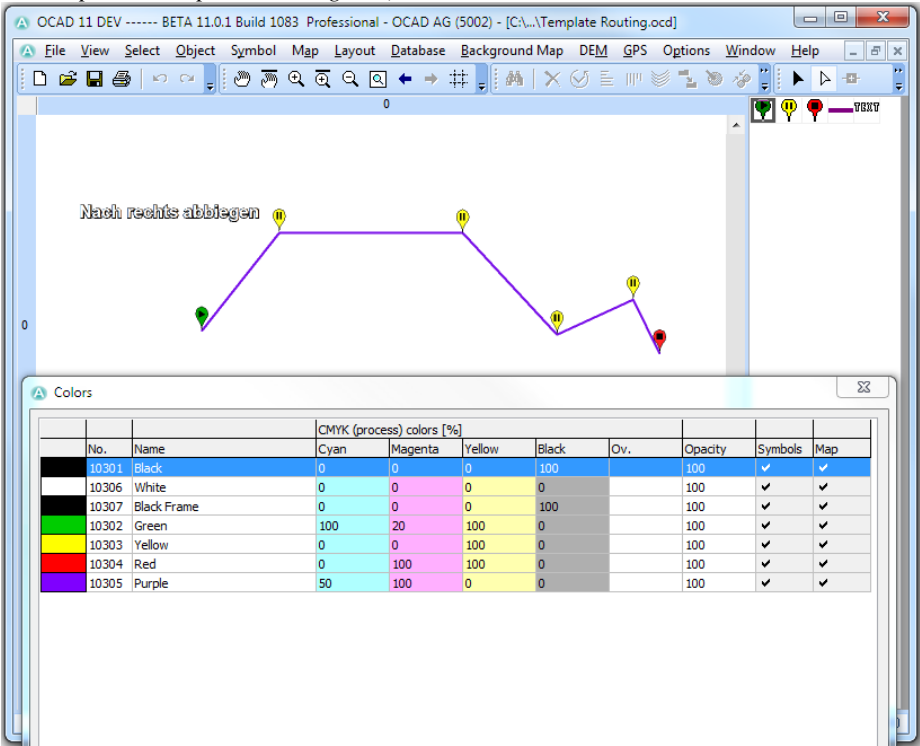 OCAD 11 DEV ------ BETA 11.0.1 Build 1083 Professional - OCAD AG (5002) - [C:\...\Template Routing.ocd]
File View Select Object Symbol Map Layout Database Background Map DEM GPS Options Window Help
0
TEXT
Nach rechts abbiegen
0
Colors
CMYK (process) colors [%]
No. Name Cyan Magenta Yellow Black Ov. Opacity Symbols Map
10301 Black 0 0 0 100 100
10306 White 0 0 0 0 100
10307 Black Frame 0 0 0 100 100
10302 Green 100 20 100 0 100
10303 Yellow 0 0 100 0 100
10304 Red 0 100 100 0 100
10305 Purple 50 100 0 0 100